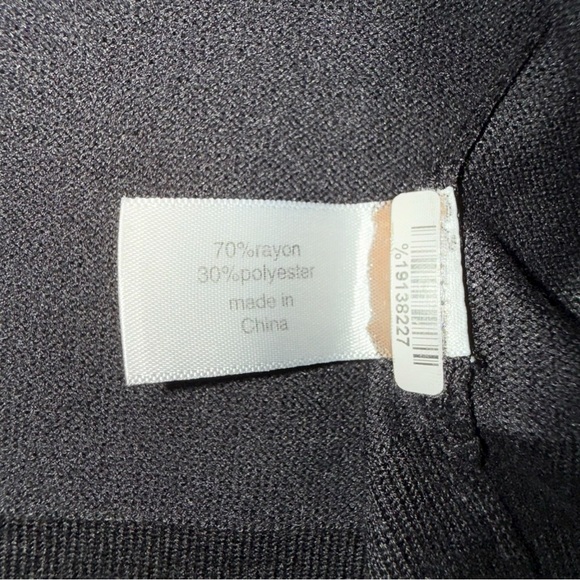 70%rayon
30%polyester
made in
China
%19138227